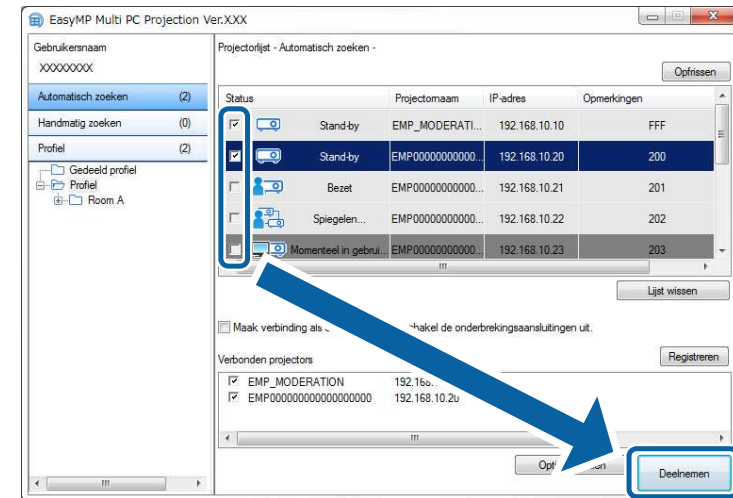 EasyMP Multi PC Projection Ver.XXX
Gebruikersnaam
XXXXXXXX
Automatisch zoeken (2)
Handmatig zoeken (0)
Profiel (2)
Gedeeld profiel
Profiel
Room A
Projectorlijst - Automatisch zoeken -
Opfrissen
Status Projectornaam IP-adres Opmerkingen
Stand-by EMP_MODERATI... 192.168.10.10 FFF
Stand-by EMP00000000000... 192.168.10.20 200
Bezet EMP00000000000... 192.168.10.21 201
Spiegelen... EMP00000000000... 192.168.10.22 202
Momenteel in gebrui... EMP00000000000... 192.168.10.23 203
Lijst wissen
Maak verbinding als de onderbrekingsaansluitingen uit.
Verbonden projectors
Registreren
EMP_MODERATION 192.168.
EMP000000000000000000 192.168.10.20
Deelnemen